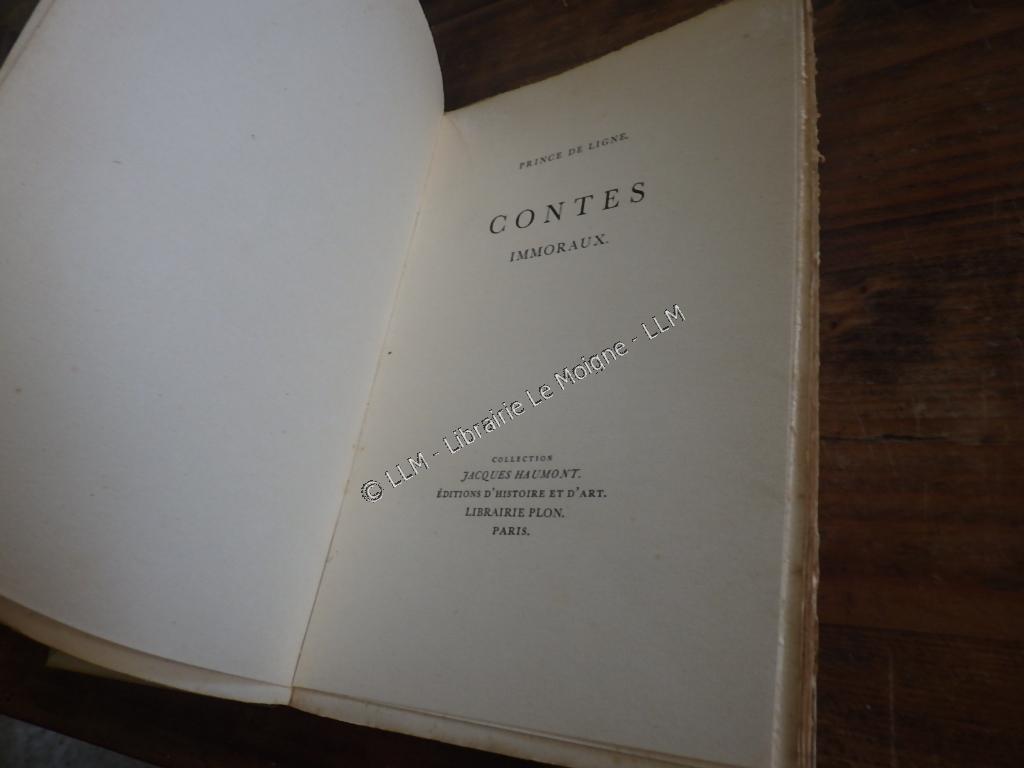 PRINCE DE LIGNE.
CONTES
IMMORAUX.
© LLM - Librairie Le Moigne - LLM
COLLECTION
JACQUES HAUMONT.
ÉDITIONS D'HISTOIRE ET D'ART.
LIBRAIRIE PLON.
PARIS.